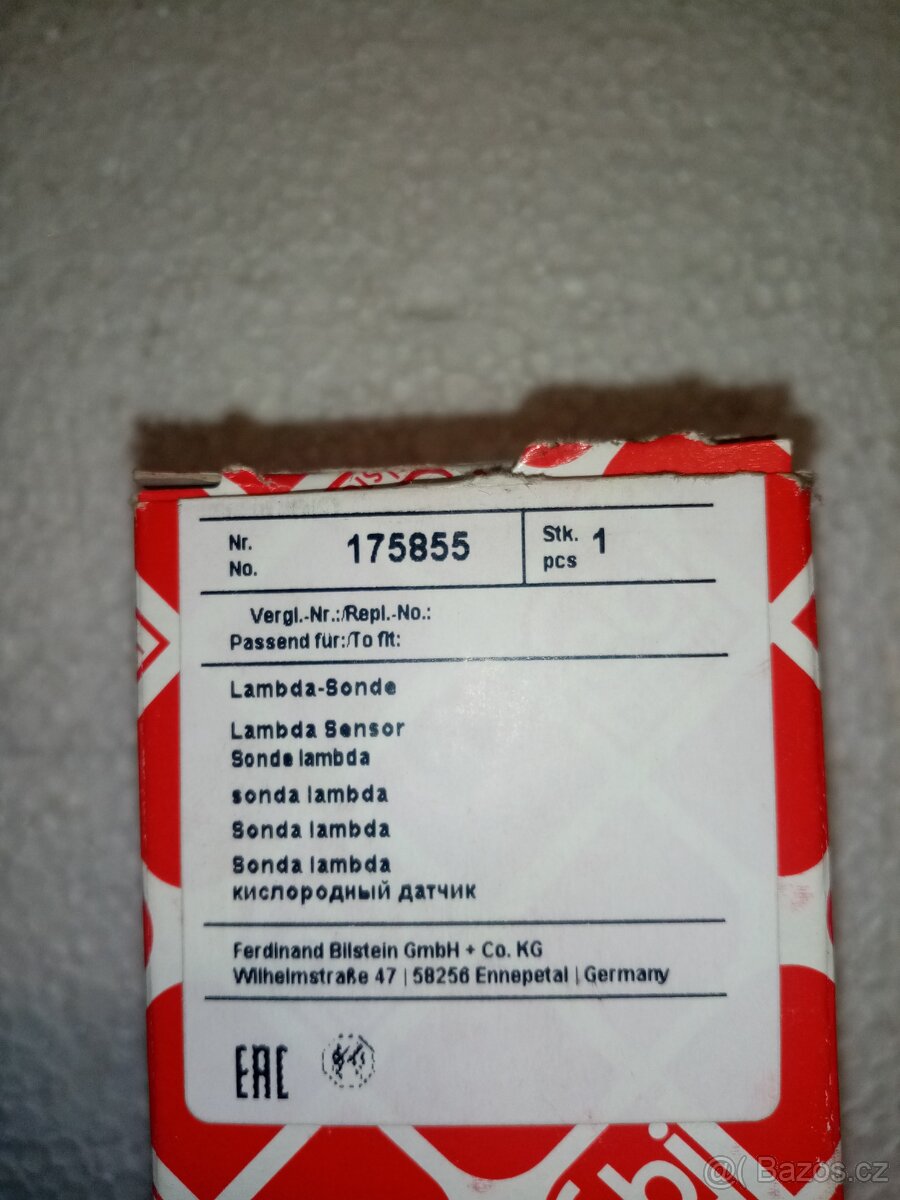 Nr.
No.
175855
Stk.
pcs
1
Vergl.-Nr.:/Repl.-No.:
Passend für:/To fit:
Lambda-Sonde
Lambda Sensor
Sonde lambda
sonda lambda
Sonda lambda
Sonda lambda
кислородный датчик
Ferdinand Bilstein GmbH + Co. KG
Wilhelmstraße 47 | 58256 Ennepetal | Germany
EAC
@( Bazos.cz